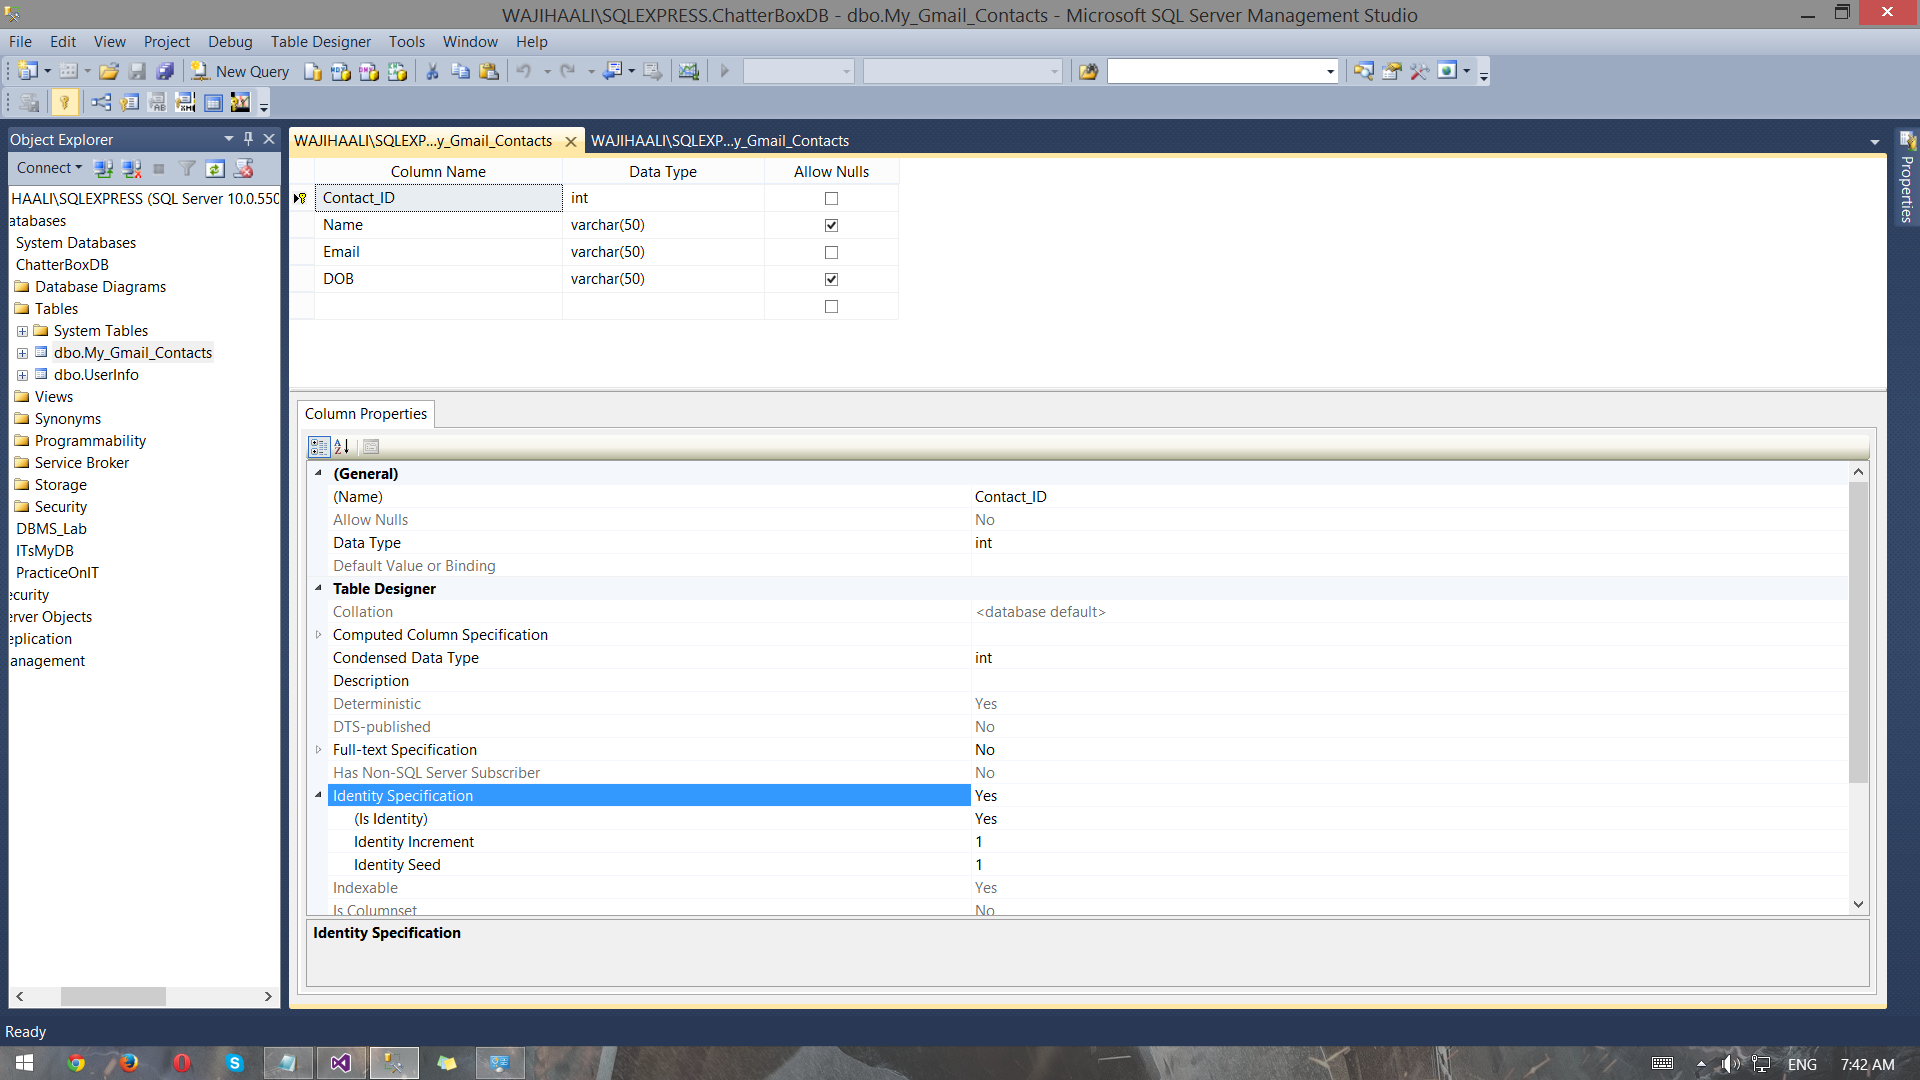 WAJIHAALI\SQLEXPRESS.ChatterBoxDB - dbo.My_Gmail_Contacts - Microsoft SQL Server Management Studio
File Edit View Project Debug Table Designer Tools Window Help
New Query
Object Explorer
Connect
HAALI\SQLEXPRESS (SQL Server 10.0.550
atabases
System Databases
ChatterBoxDB
Database Diagrams
Tables
System Tables
dbo.My_Gmail_Contacts
dbo.UserInfo
Views
Synonyms
Programmability
Service Broker
Storage
Security
DBMS_Lab
ITsMyDB
PracticeOnIT
ecurity
erver Objects
eplication
anagement
WAJIHAALI\SQLEXP...y_Gmail_Contacts WAJIHAALI\SQLEXP...y_Gmail_Contacts
Column Name Data Type Allow Nulls
Contact_ID int
Name varchar(50)
Email varchar(50)
DOB varchar(50)
Column Properties
(General)
(Name) Contact_ID
Allow Nulls No
Data Type int
Default Value or Binding
Table Designer
Collation <database default>
Computed Column Specification
Condensed Data Type int
Description
Deterministic Yes
DTS-published No
Full-text Specification No
Has Non-SQL Server Subscriber No
Identity Specification Yes
(Is Identity) Yes
Identity Increment 1
Identity Seed 1
Indexable Yes
Is Columnset No
Identity Specification
Properties
Ready
ENG 7:42 AM